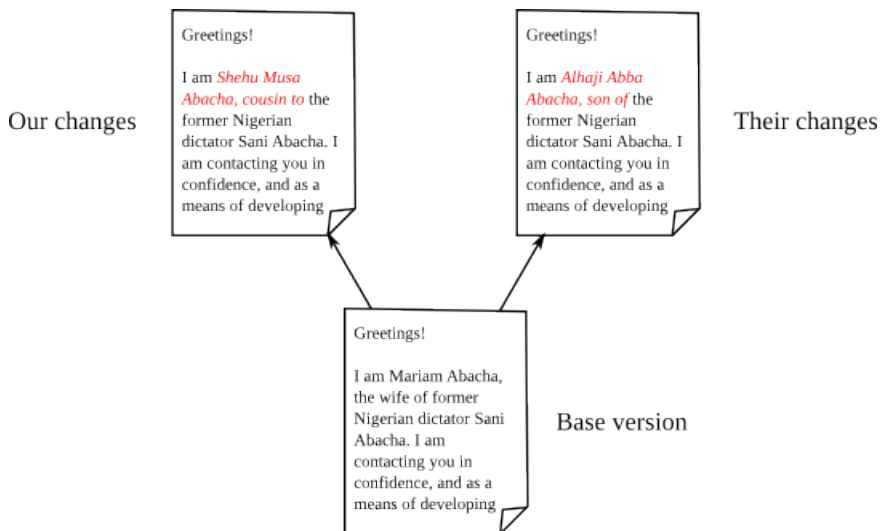 Greetings!
I am Shehu Musa
Abacha, cousin to the
former Nigerian
dictator Sani Abacha. I
am contacting you in
confidence, and as a
means of developing
Our changes
Greetings!
I am Alhaji Abba
Abacha, son of the
former Nigerian
dictator Sani Abacha. I
am contacting you in
confidence, and as a
means of developing
Their changes
Greetings!
I am Mariam Abacha,
the wife of former
Nigerian dictator Sani
Abacha. I am
contacting you in
confidence, and as a
means of developing
Base version